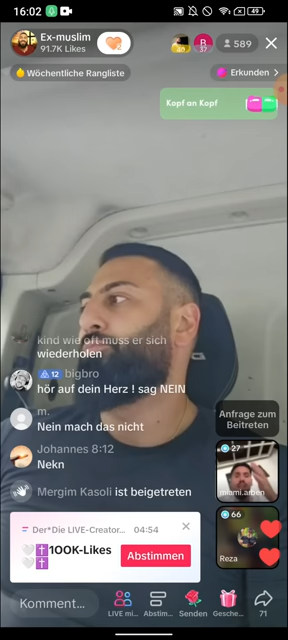 16:02
49
Ex-muslim
91.7K Likes
40
B
37
589
Wöchentliche Rangliste
Erkunden >
Kopf an Kopf
kind wie oft muss er sich
wiederholen
12 bigbro
hör auf dein Herz ! sag NEIN
m.
Nein mach das nicht
Anfrage zum
Beitreten
Johannes 8:12
Nekn
27
miami.arben
Mergim Kasoli ist beigetreten
66
Reza
Der*Die LIVE-Creator... 04:54
🤍✝️100K-Likes
🤍✝️
Abstimmen
Komment...
LIVE mi...
Abstim...
Senden
Gesche...
71